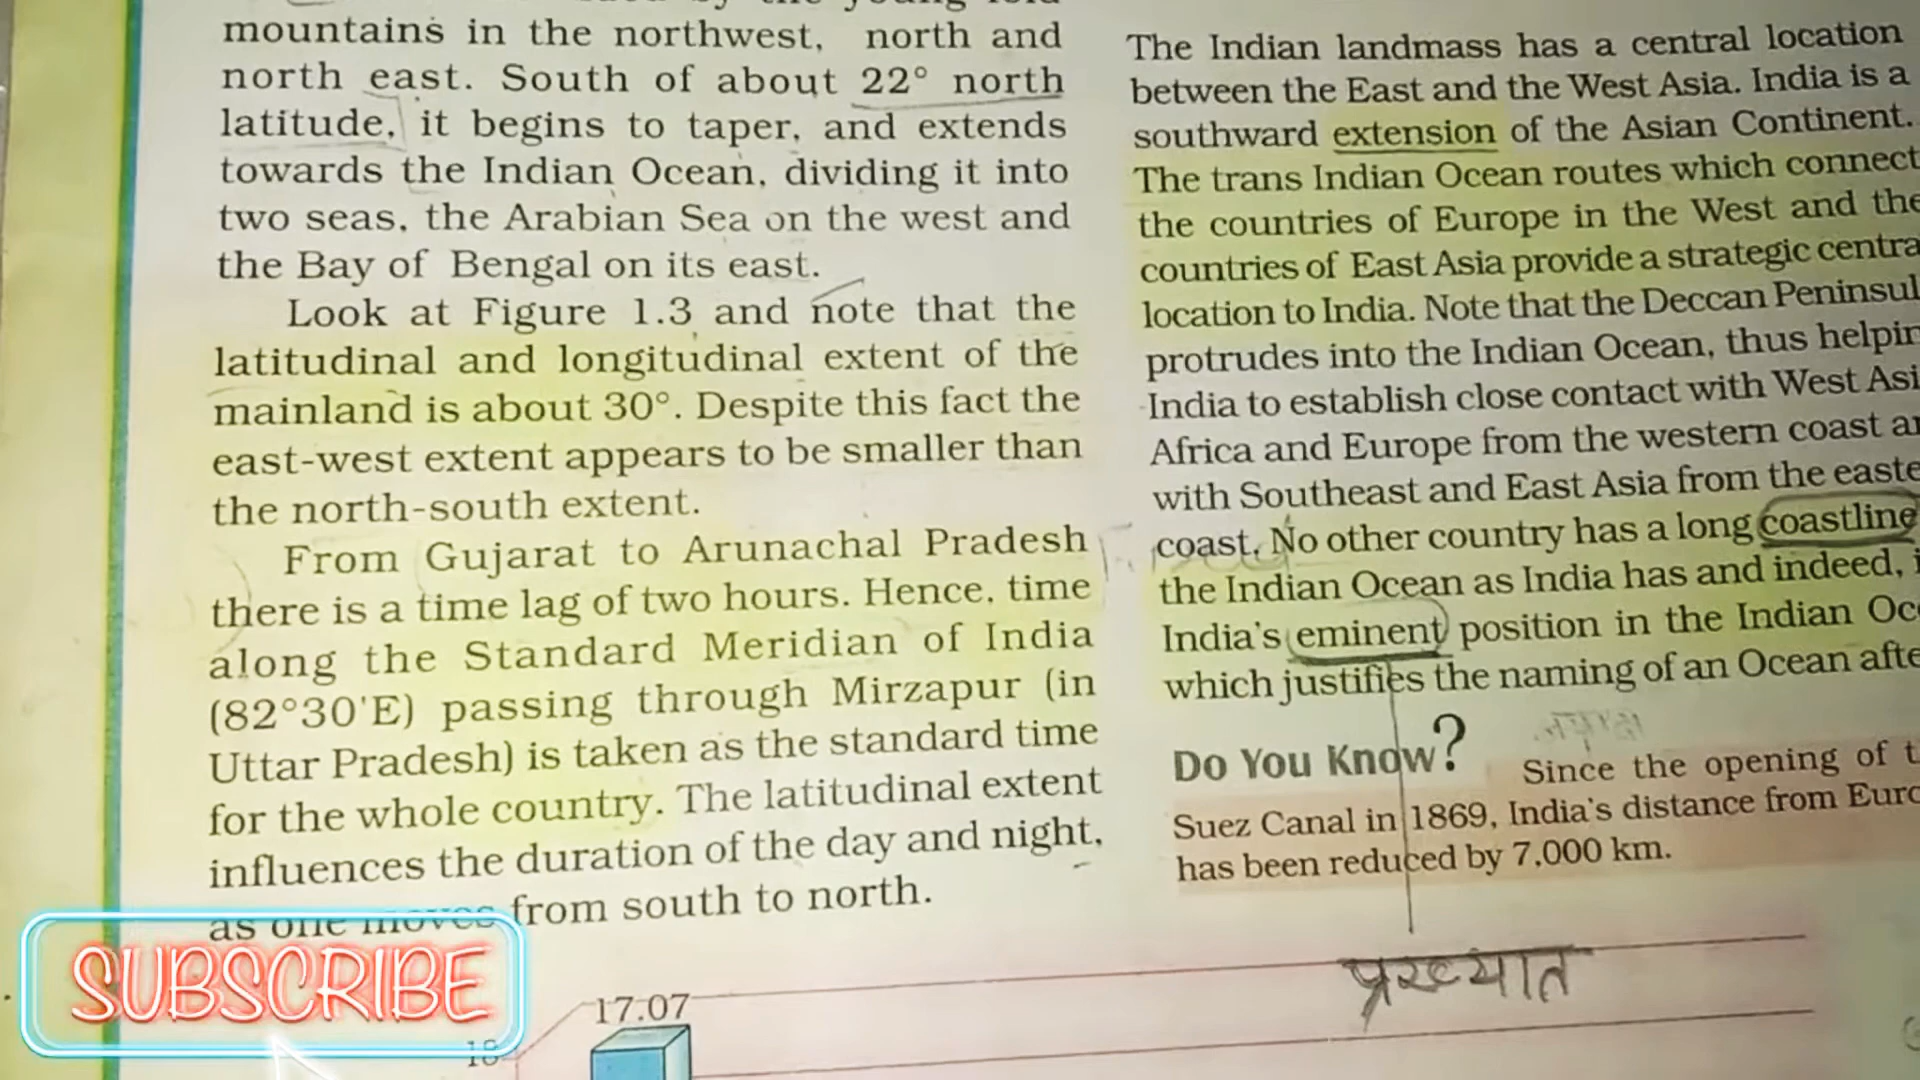 mountains in the northwest, north and
north east. South of about 22° north
latitude, it begins to taper, and extends
towards the Indian Ocean, dividing it into
two seas, the Arabian Sea on the west and
the Bay of Bengal on its east.
Look at Figure 1.3 and note that the
latitudinal and longitudinal extent of the
mainland is about 30°. Despite this fact the
east-west extent appears to be smaller than
the north-south extent.
From Gujarat to Arunachal Pradesh
there is a time lag of two hours. Hence, time
along the Standard Meridian of India
(82°30'E) passing through Mirzapur (in
Uttar Pradesh) is taken as the standard time
for the whole country. The latitudinal extent
influences the duration of the day and night,
as one moves from south to north.
SUBSCRIBE
17.07
18
The Indian landmass has a central location
between the East and the West Asia. India is a
southward extension of the Asian Continent.
The trans Indian Ocean routes which connect
the countries of Europe in the West and the
countries of East Asia provide a strategic centra
location to India. Note that the Deccan Peninsul
protrudes into the Indian Ocean, thus helpin
India to establish close contact with West Asi
Africa and Europe from the western coast an
with Southeast and East Asia from the easte
coast. No other country has a long coastline
the Indian Ocean as India has and indeed, i
India's eminent position in the Indian Oc
which justifies the naming of an Ocean afte
Do You Know?
Since the opening of t
Suez Canal in 1869, India's distance from Euro
has been reduced by 7,000 km.
प्रख्यात